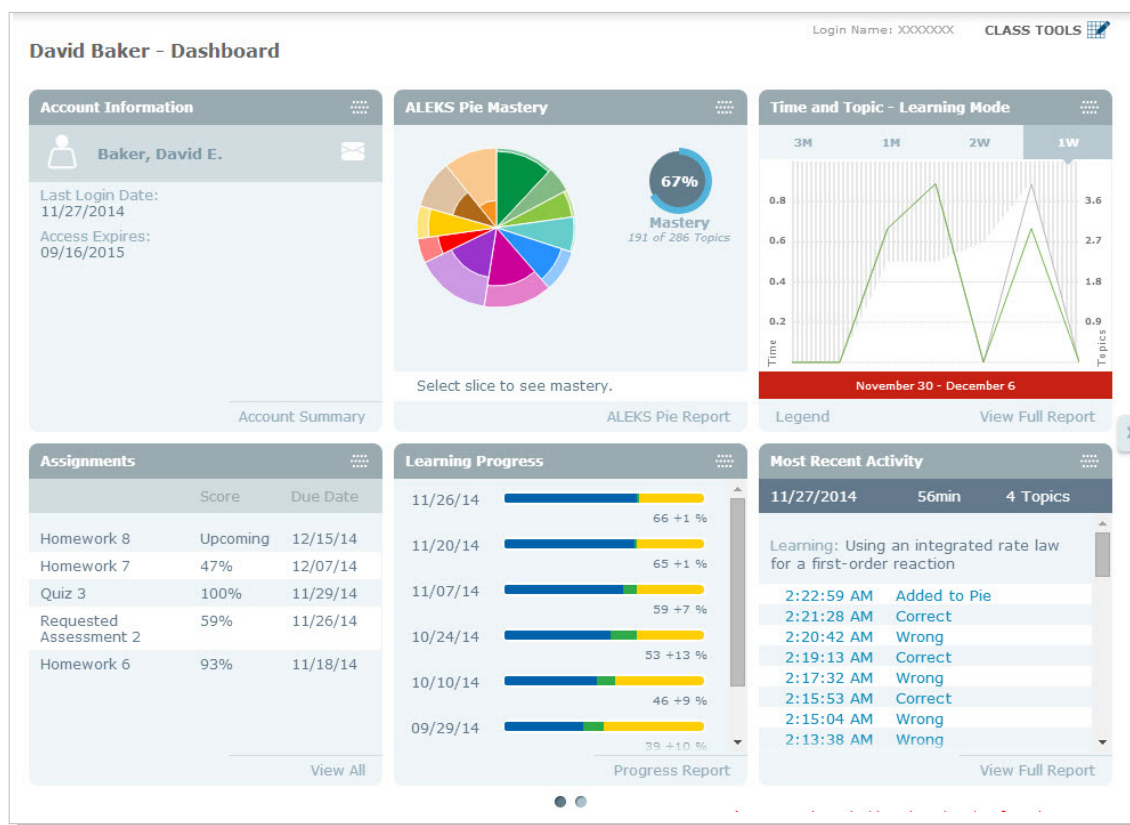 Login Name: XXXXXXX
CLASS TOOLS
David Baker - Dashboard
Account Information
Baker, David E.
Last Login Date:
11/27/2014
Access Expires:
09/16/2015
Account Summary
ALEKS Pie Mastery
67%
Mastery
191 of 286 Topics
Select slice to see mastery.
ALEKS Pie Report
Time and Topic - Learning Mode
3M 1M 2W 1W
0.8 3.6
0.6 2.7
0.4 1.8
0.2 0.9
Time
Topics
November 30 - December 6
Legend View Full Report
Assignments
Score Due Date
Homework 8 Upcoming 12/15/14
Homework 7 47% 12/07/14
Quiz 3 100% 11/29/14
Requested 59% 11/26/14
Assessment 2
Homework 6 93% 11/18/14
View All
Learning Progress
11/26/14
66 +1 %
11/20/14
65 +1 %
11/07/14
59 +7 %
10/24/14
53 +13 %
10/10/14
46 +9 %
09/29/14
39 +10 %
Progress Report
Most Recent Activity
11/27/2014 56min 4 Topics
Learning: Using an integrated rate law
for a first-order reaction
2:22:59 AM Added to Pie
2:21:28 AM Correct
2:20:42 AM Wrong
2:19:13 AM Correct
2:17:32 AM Wrong
2:15:53 AM Correct
2:15:04 AM Wrong
2:13:38 AM Wrong
View Full Report